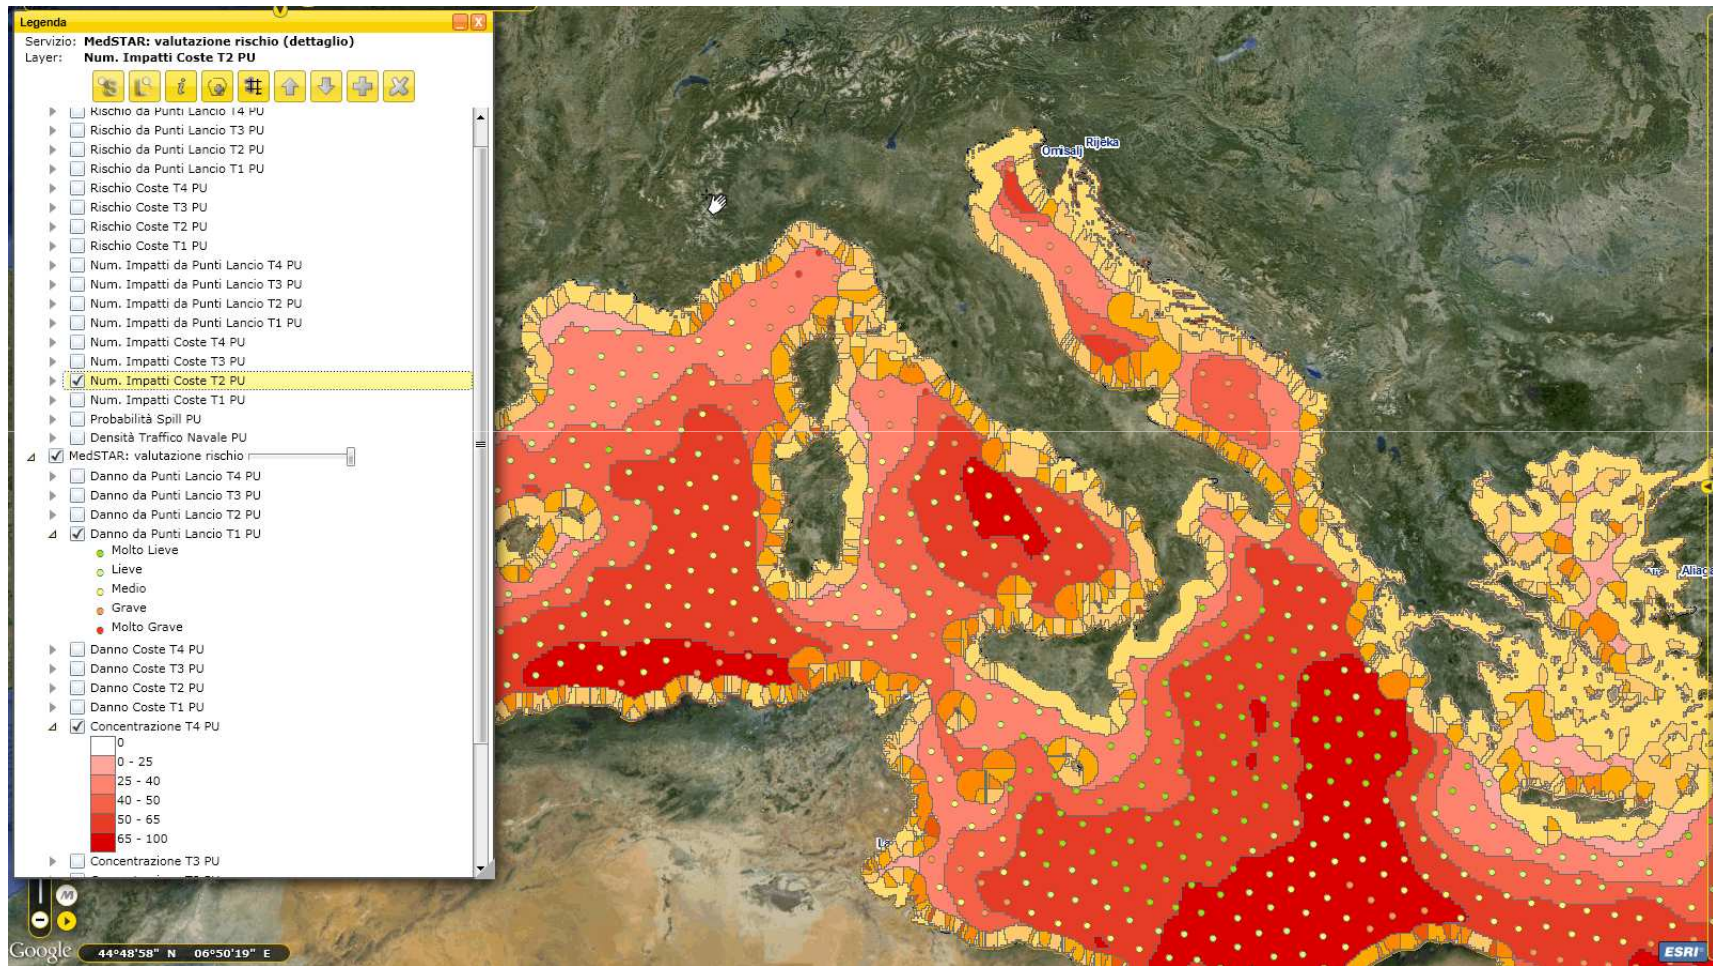 Legenda
Servizio: MedSTAR: valutazione rischio (dettaglio)
Layer: Num. Impatti Coste T2 PU
Rischio da Punti Lancio T4 PU
Rischio da Punti Lancio T3 PU
Rischio da Punti Lancio T2 PU
Rischio da Punti Lancio T1 PU
Rischio Coste T4 PU
Rischio Coste T3 PU
Rischio Coste T2 PU
Rischio Coste T1 PU
Num. Impatti da Punti Lancio T4 PU
Num. Impatti da Punti Lancio T3 PU
Num. Impatti da Punti Lancio T2 PU
Num. Impatti da Punti Lancio T1 PU
Num. Impatti Coste T4 PU
Num. Impatti Coste T3 PU
Num. Impatti Coste T2 PU
Num. Impatti Coste T1 PU
Probabilità Spill PU
Densità Traffico Navale PU
MedSTAR: valutazione rischio
Danno da Punti Lancio T4 PU
Danno da Punti Lancio T3 PU
Danno da Punti Lancio T2 PU
Danno da Punti Lancio T1 PU
Molto Lieve
Lieve
Medio
Grave
Molto Grave
Danno Coste T4 PU
Danno Coste T3 PU
Danno Coste T2 PU
Danno Coste T1 PU
Concentrazione T4 PU
0
0 - 25
25 - 40
40 - 50
50 - 65
65 - 100
Concentrazione T3 PU
Omisalj Rijeka
Aliaga
La
M
Google
44°48'58" N 06°50'19" E
ESRI